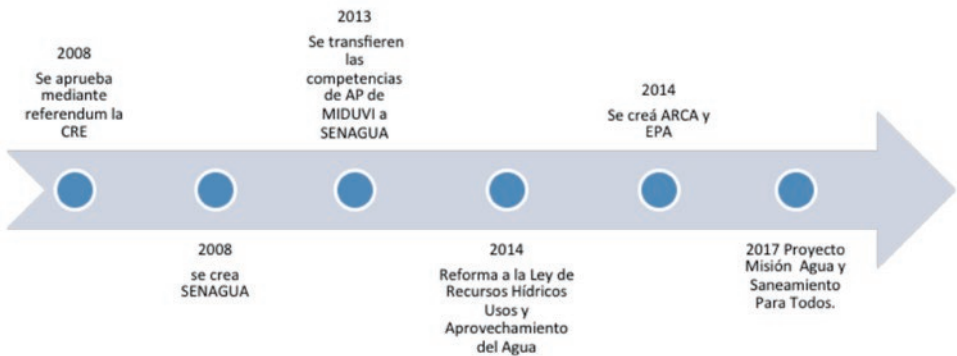 2008
Se aprueba
mediante
referendum la
CRE
2008
se crea
SENAGUA
2013
Se transfieren
las
competencias
de AP de
MIDUVI a
SENAGUA
2014
Reforma a la Ley de
Recursos Hídricos
Usos y
Aprovechamiento
del Agua
2014
Se creá ARCA y
EPA
2017 Proyecto
Misión Agua y
Saneamiento
Para Todos.